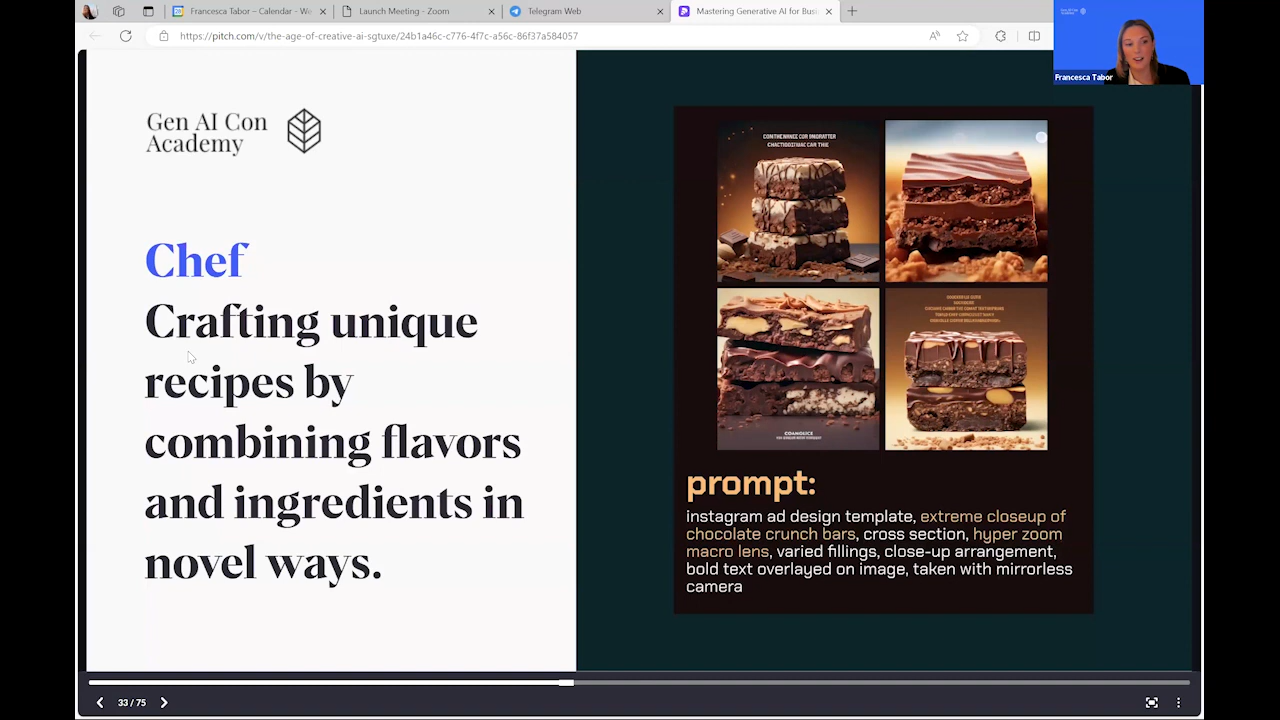 Francesca Tabor – Calendar - We
Launch Meeting - Zoom
Telegram Web
Mastering Generative AI for Busi
https://pitch.com/v/the-age-of-creative-ai-sgtuxe/24b1a46c-c776-4f7c-a56c-86f37a584057
Francesca Tabor
Gen AI Con
Academy
Chef
Crafting unique
recipes by
combining flavors
and ingredients in
novel ways.
prompt:
instagram ad design template, extreme closeup of
chocolate crunch bars, cross section, hyper zoom
macro lens, varied fillings, close-up arrangement,
bold text overlayed on image, taken with mirrorless
camera
33 / 75